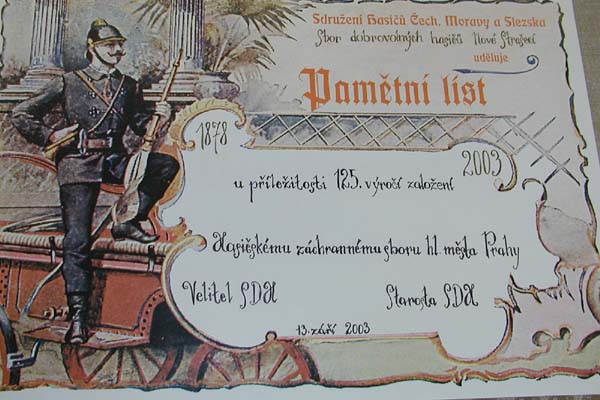 Sdružení Hasičů Čech, Moravy a Slezska
Sbor dobrovolných hasičů Nové Strašecí
uděluje
Pamětní list
1878
2003
u příležitosti 125. výročí založení
Hasičskému záchrannému sboru hl. města Prahy
Velitel SDH
Starosta SDH
13. září 2003